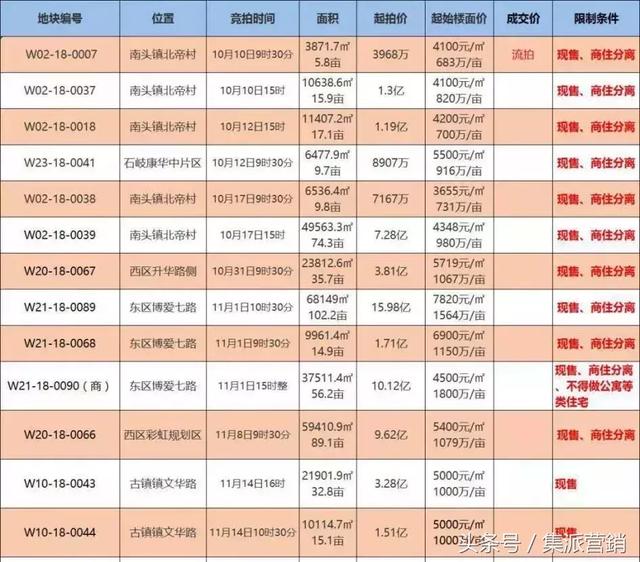 地块编号 位置 竞拍时间 面积 起拍价 起始楼面价 成交价 限制条件
W02-18-0007 南头镇北帝村 10月10日9时30分 3871.7㎡ 3968万 4100元/㎡ 流拍 现售、商住分离
5.8亩 683万/亩
W02-18-0037 南头镇北帝村 10月10日15时 10638.6㎡ 1.3亿 4100元/㎡ 现售、商住分离
15.9亩 820万/亩
W02-18-0018 南头镇北帝村 10月12日15时 11407.2㎡ 1.19亿 4200元/㎡ 现售、商住分离
17.1亩 700万/亩
W23-18-0041 石岐康华中片区 10月12日9时30分 6477.9㎡ 8907万 5500元/㎡ 现售、商住分离
9.7亩 916万/亩
W02-18-0038 南头镇北帝村 10月17日9时30分 6536.4㎡ 7167万 3655元/㎡ 现售、商住分离
9.8亩 731万/亩
W02-18-0039 南头镇北帝村 10月17日15时 49563.3㎡ 7.28亿 4348元/㎡ 现售、商住分离
74.3亩 980万/亩
W20-18-0067 西区升华路侧 10月31日9时30分 23812.6㎡ 3.81亿 5719元/㎡ 现售、商住分离
35.7亩 1067万/亩
W21-18-0089 东区博爱七路 11月1日10时30分 68149㎡ 15.98亿 7820元/㎡ 现售、商住分离
102.2亩 1564万/亩
W21-18-0068 东区博爱七路 11月1日9时30分 9961.4㎡ 1.71亿 6900元/㎡ 现售、商住分离
14.9亩 1150万/亩
W21-18-0090（商） 东区博爱七路 11月1日15时整 37511.4㎡ 10.12亿 4500元/㎡ 现售、商住分离
56.2亩 1800万/亩 、不得做公寓等
类住宅
W20-18-0066 西区彩虹规划区 11月8日9时30分 59410.9㎡ 9.62亿 5400元/㎡ 现售、商住分离
89.1亩 1079万/亩
W10-18-0043 古镇镇文华路 11月14日16时 21901.9㎡ 3.28亿 5000元/㎡ 现售
32.8亩 1000万/亩
W10-18-0044 古镇镇文华路 11月14日10时30分 10114.7㎡ 1.51亿 5000元/㎡ 现售
15.1亩 1000万/亩
头条号 / 集派营銷